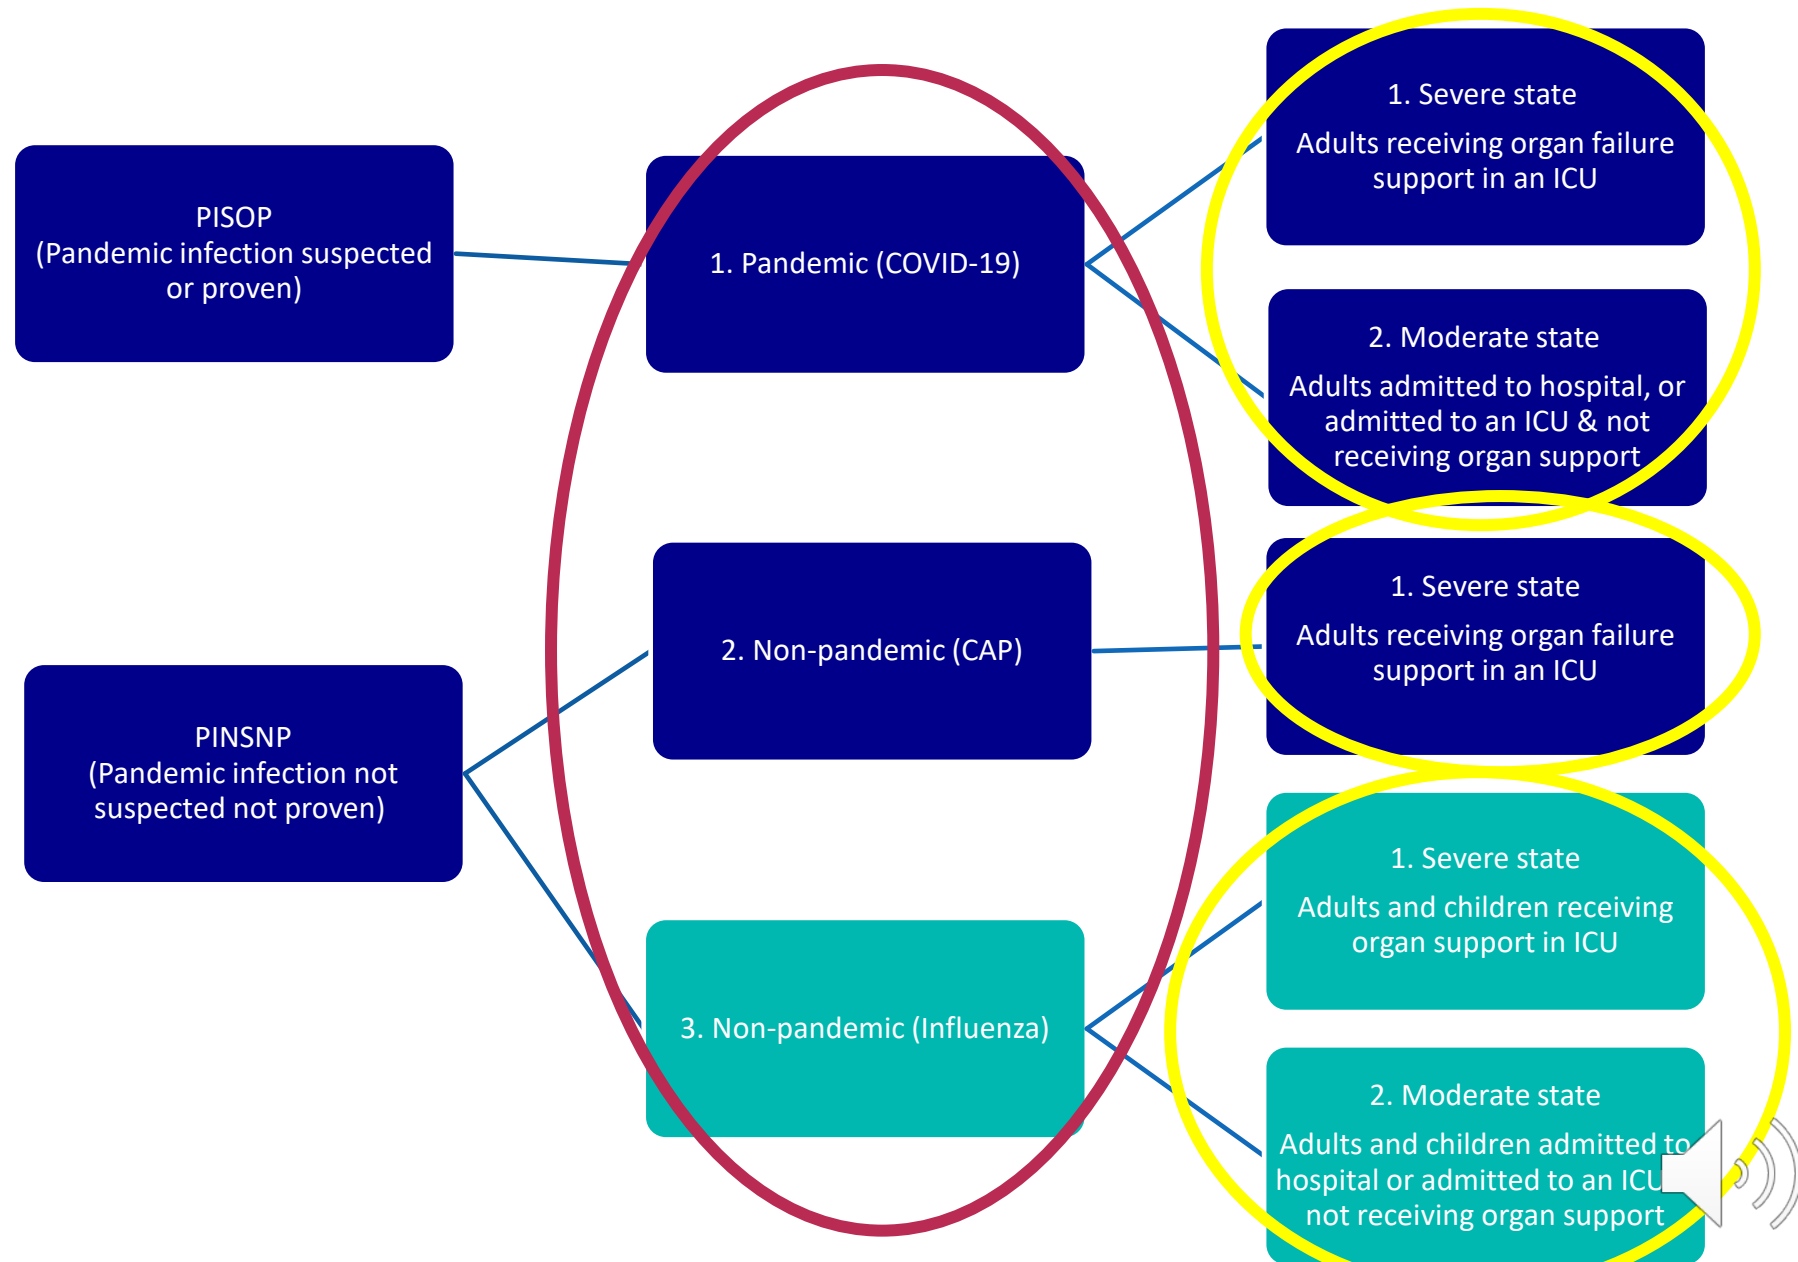 PISOP
(Pandemic infection suspected
or proven)
1. Pandemic (COVID-19)
1. Severe state
Adults receiving organ failure
support in an ICU
2. Moderate state
Adults admitted to hospital, or
admitted to an ICU & not
receiving organ support
PINSNP
(Pandemic infection not
suspected not proven)
2. Non-pandemic (CAP)
1. Severe state
Adults receiving organ failure
support in an ICU
3. Non-pandemic (Influenza)
1. Severe state
Adults and children receiving
organ support in ICU
2. Moderate state
Adults and children admitted to
hospital or admitted to an ICU
not receiving organ support